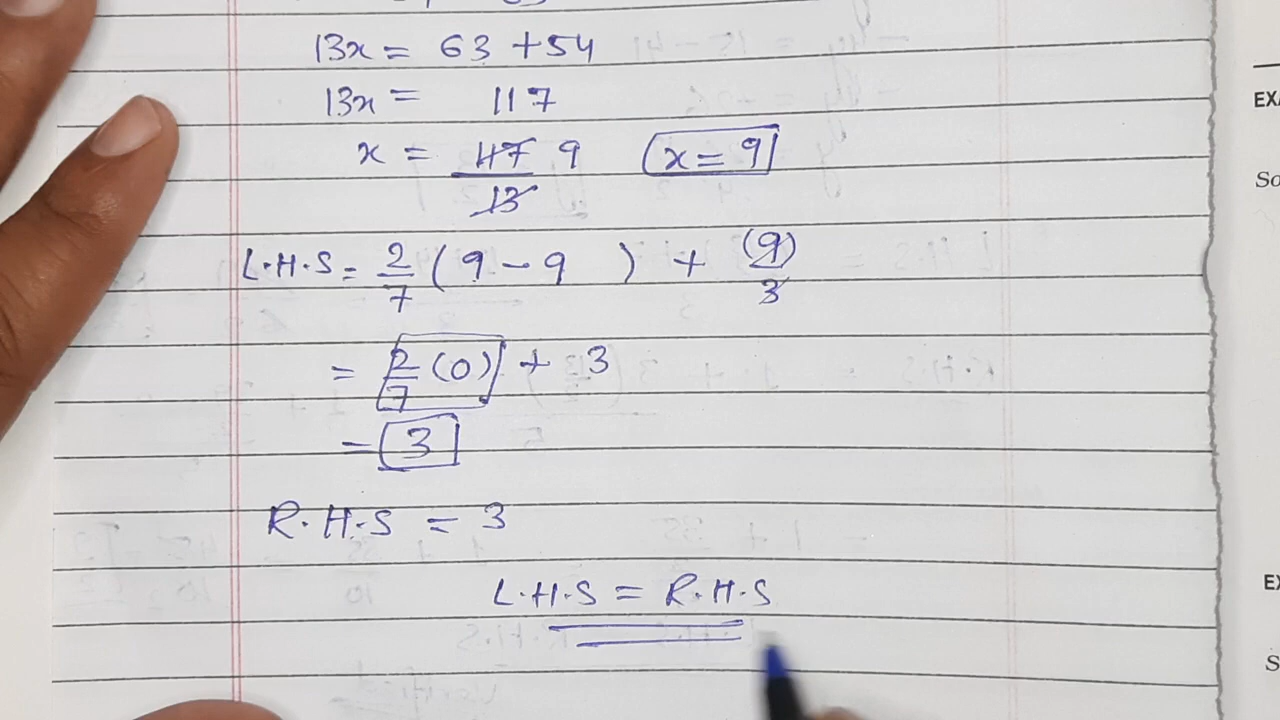 13x = 63 + 54
13x = 117
x = 117/13 9 x = 9
L.H.S = 2/7 ( 9 - 9 ) + (9)/3
= 2/7 (0) + 3
= 3
R.H.S = 3
L.H.S = R.H.S